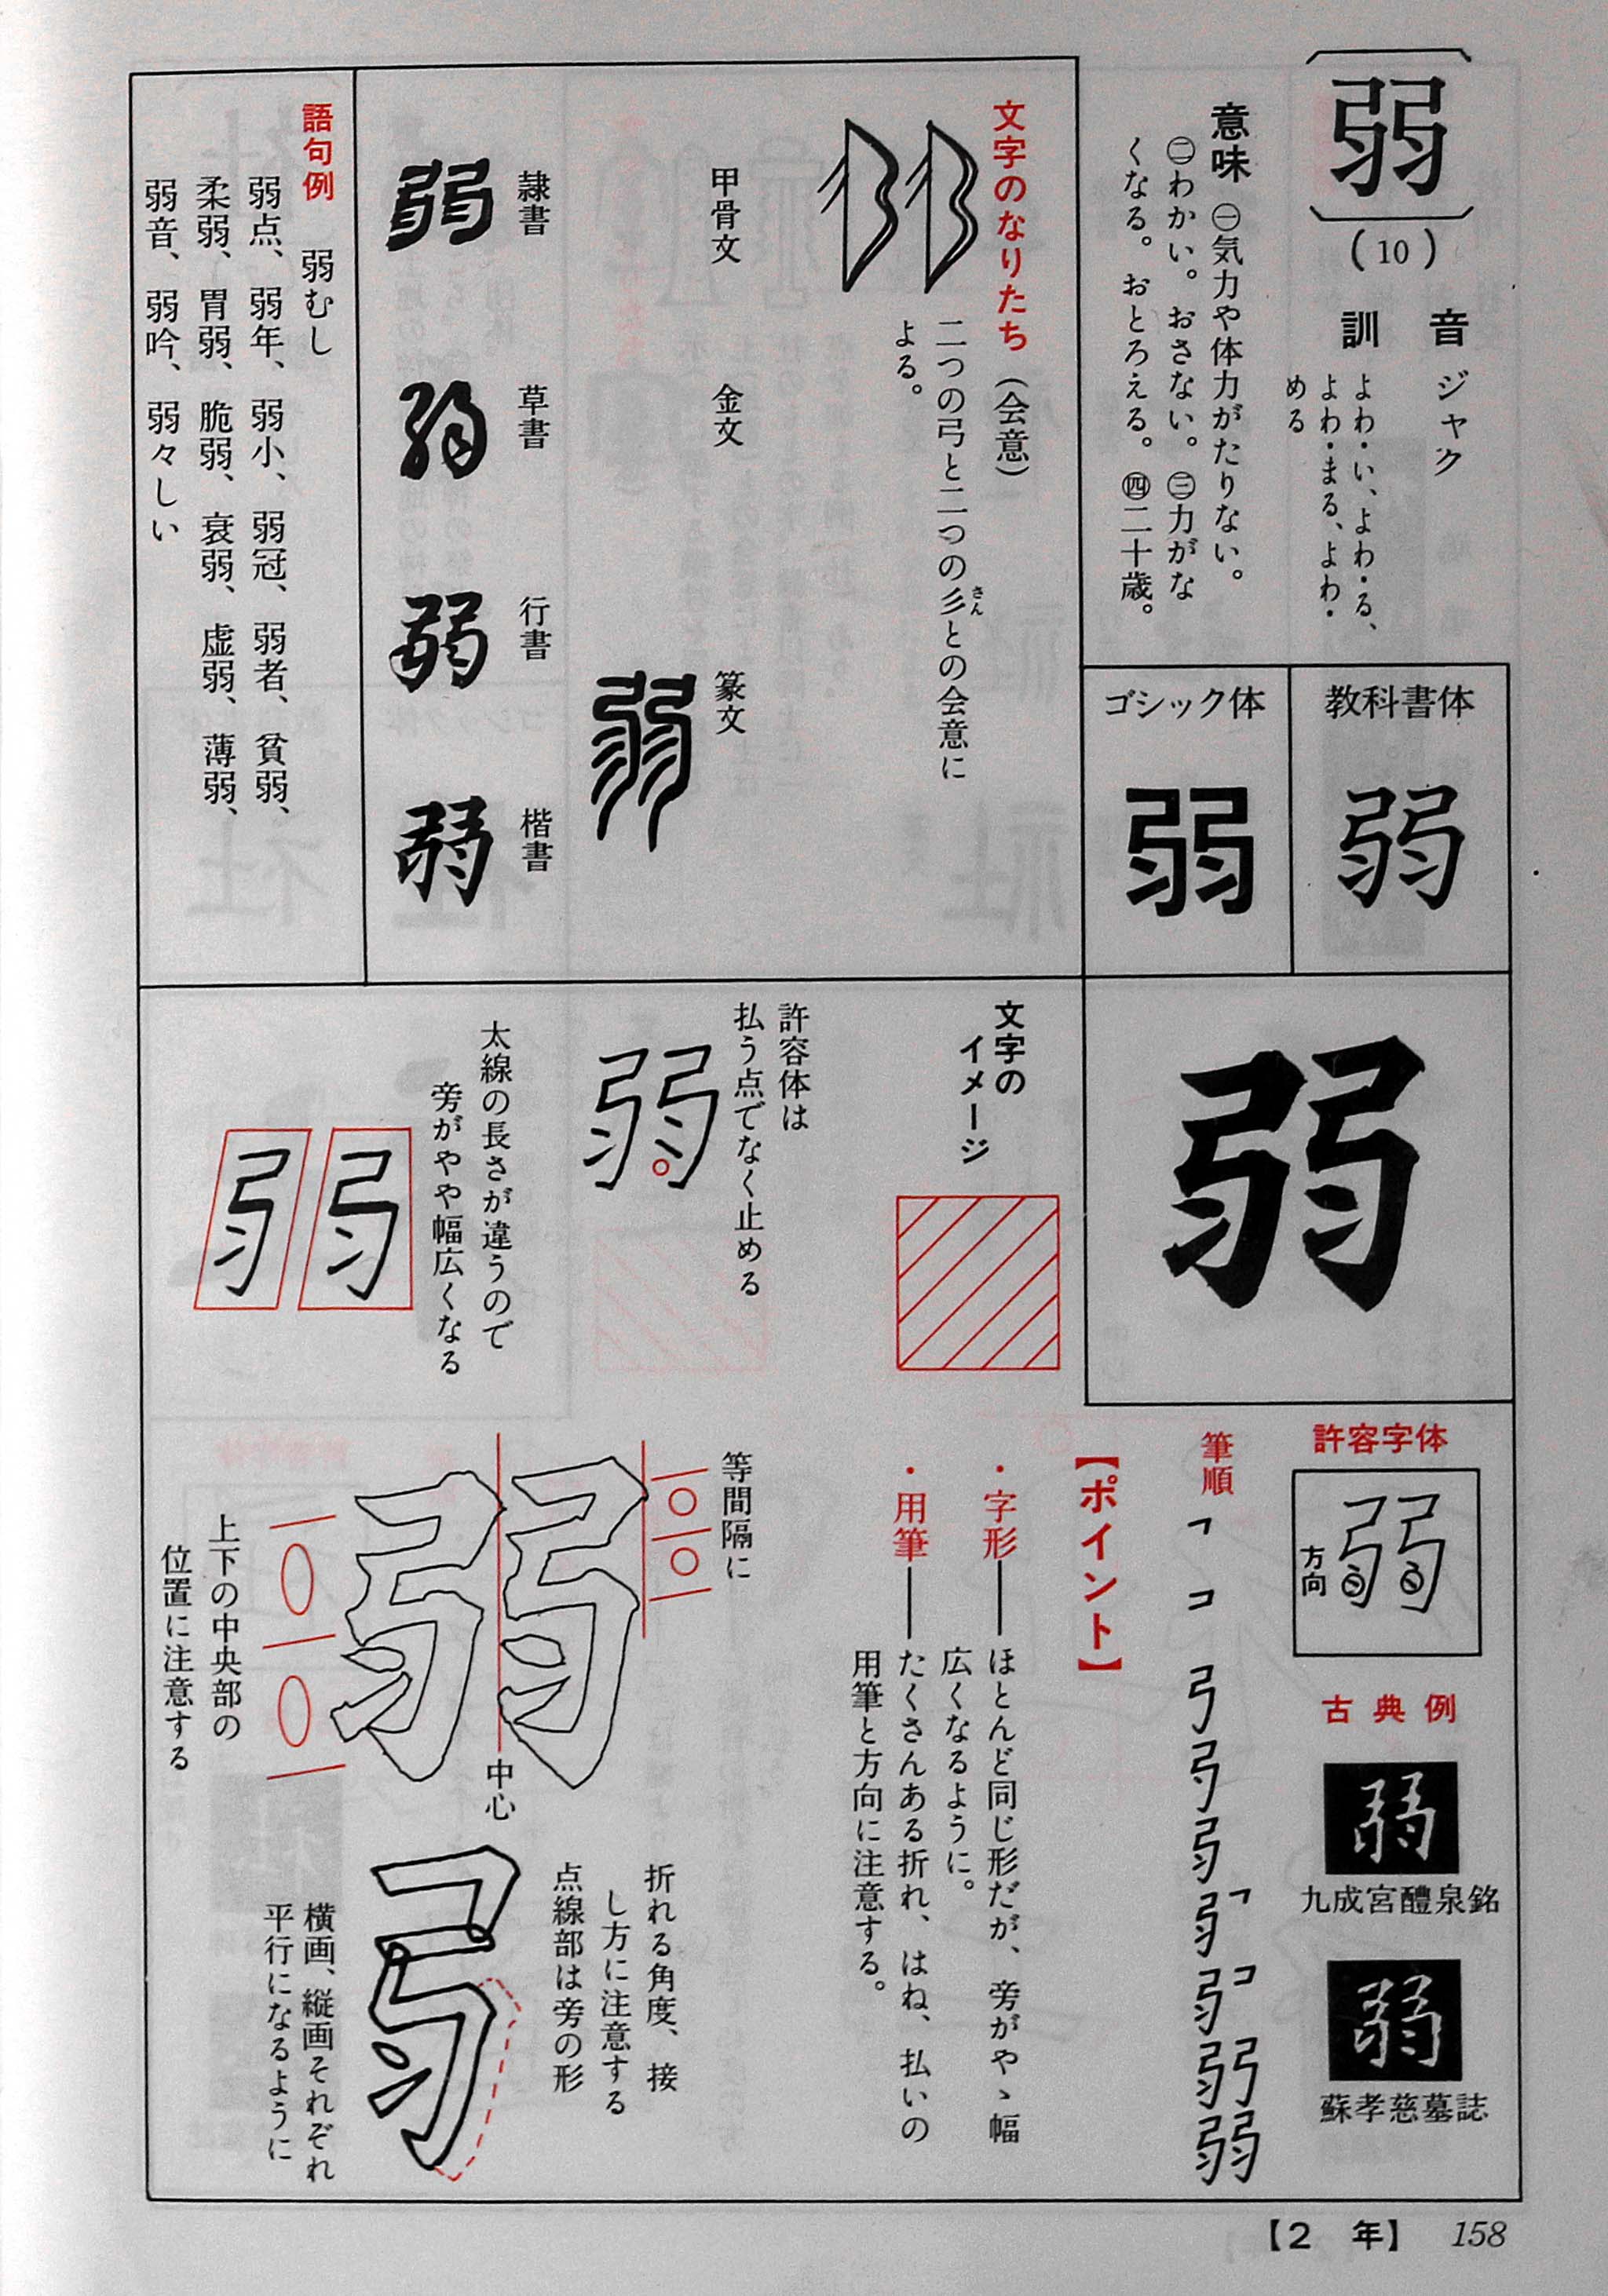 弱
(10)
音 ジャク
訓 よわ・い、よわ・る、
よわ・まる、よわ・
める
意味 ㊀気力や体力がたりない。
㊁わかい。おさない。㊂力がな
くなる。おとろえる。㊃二十歳。
教科書体
弱
ゴシック体
弱
文字のなりたち(会意)
二つの弓と二つの彡との会意に
さん
よる。
甲骨文
金文
篆文
弱
隷書
弱
草書
弱
行書
弱
楷書
弱
語句例 弱むし
弱点、弱年、弱小、弱冠、弱者、貧弱、
柔弱、胃弱、脆弱、衰弱、虚弱、薄弱、
弱音、弱吟、弱々しい
弱
文字の
イメージ
許容体は
払う点でなく止める
弱
太線の長さが違うので
旁がやや幅広くなる
弱
許容字体
弱
方向
古典例
弱
九成宮醴泉銘
弱
蘇孝慈墓誌
筆順
弓
弱
【ポイント】
・字形―ほとんど同じ形だが、旁がやゝ幅
広くなるように。
・用筆―たくさんある折れ、はね、払いの
用筆と方向に注意する。
等間隔に
弱
中心
上下の中央部の
位置に注意する
折れる角度、接
し方に注意する
点線部は旁の形
横画、縦画それぞれ
平行になるように
【2 年】 158